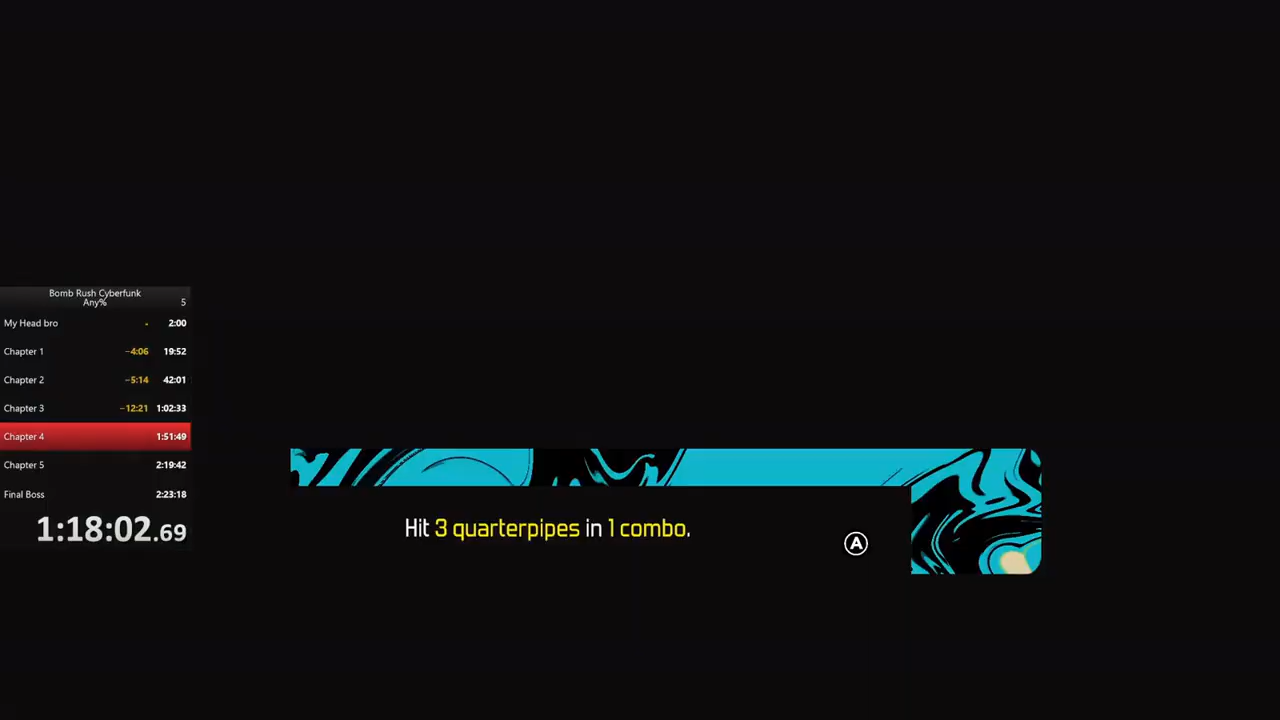 Bomb Rush Cyberfunk
Any% 5
My Head bro - 2:00
Chapter 1 −4:06 19:52
Chapter 2 −5:14 42:01
Chapter 3 −12:21 1:02:33
Chapter 4 1:51:49
Chapter 5 2:19:42
Final Boss 2:23:18
1:18:02.69
Hit 3 quarterpipes in 1 combo.
A